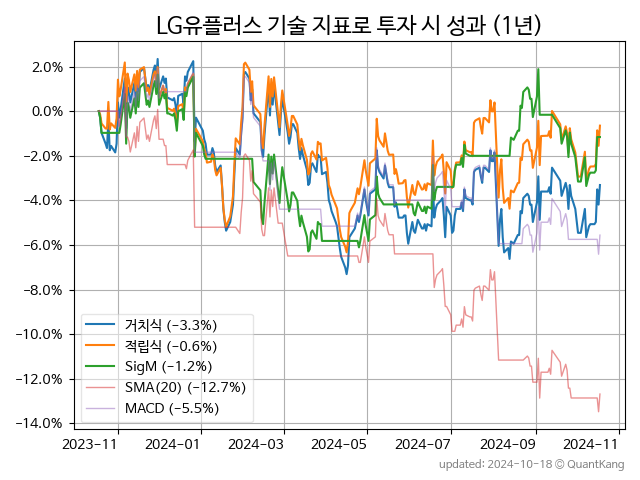 LG유플러스 기술 지표로 투자 시 성과 (1년)
2.0%
0.0%
−2.0%
−4.0%
−6.0%
−8.0%
−10.0%
−12.0%
−14.0%
거치식 (−3.3%)
적립식 (−0.6%)
SigM (−1.2%)
SMA(20) (−12.7%)
MACD (−5.5%)
2023-11 2024-01 2024-03 2024-05 2024-07 2024-09 2024-11
updated: 2024-10-18 © QuantKang